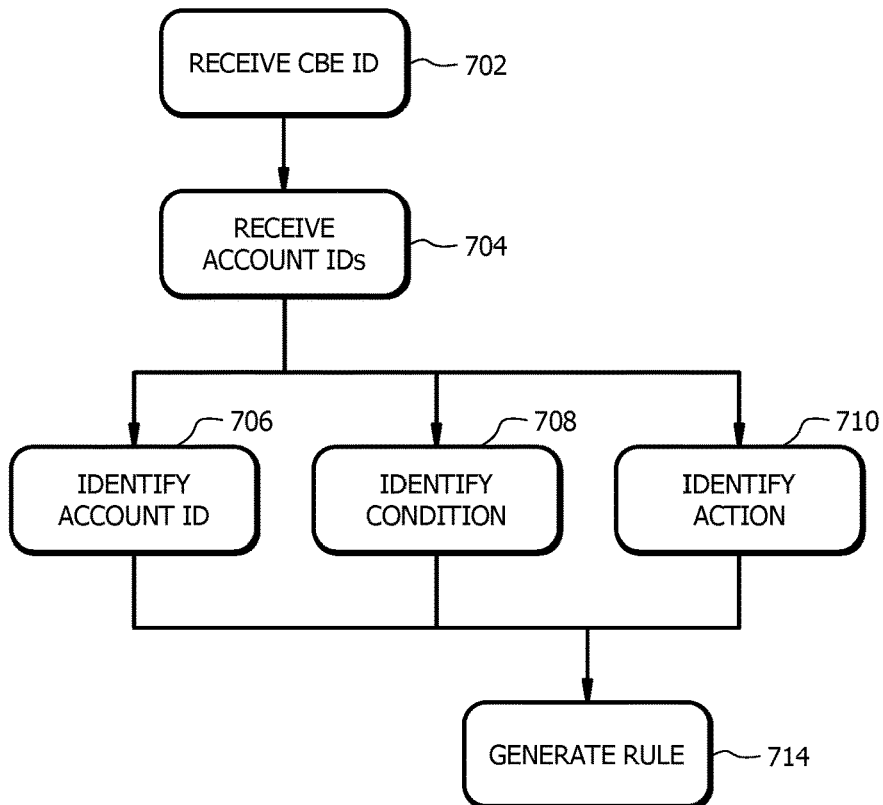 RECEIVE CBE ID
702
RECEIVE
ACCOUNT IDs
704
706
708
710
IDENTIFY
ACCOUNT ID
IDENTIFY
CONDITION
IDENTIFY
ACTION
GENERATE RULE
714